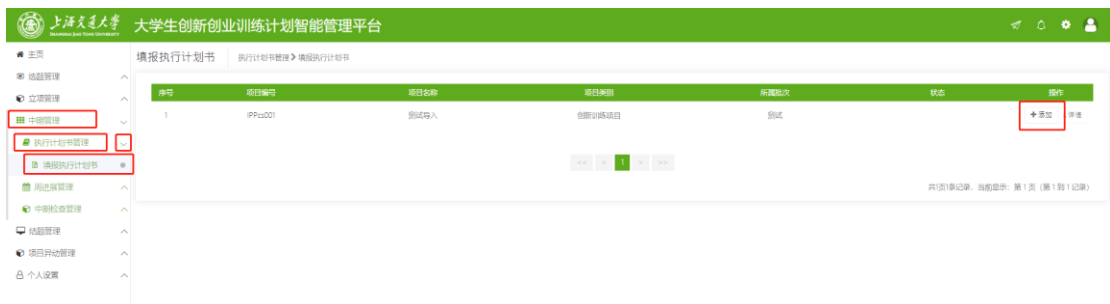 上海交通大学
SHANGHAI JIAO TONG UNIVERSITY
大学生创新创业训练计划智能管理平台
主页
选题管理
立项管理
中期管理
执行计划书管理
填报执行计划书
周进展管理
中期检查管理
结题管理
项目异动管理
个人设置
填报执行计划书 执行计划书管理 > 填报执行计划书
序号 项目编号 项目名称 项目类别 所属批次 状态 操作
1 IPPcs001 测试导入 创新训练项目 测试 +添加 详情
<< < 1 > >>
共1页1条记录，当前显示：第 1 页（第 1 到 1 记录）